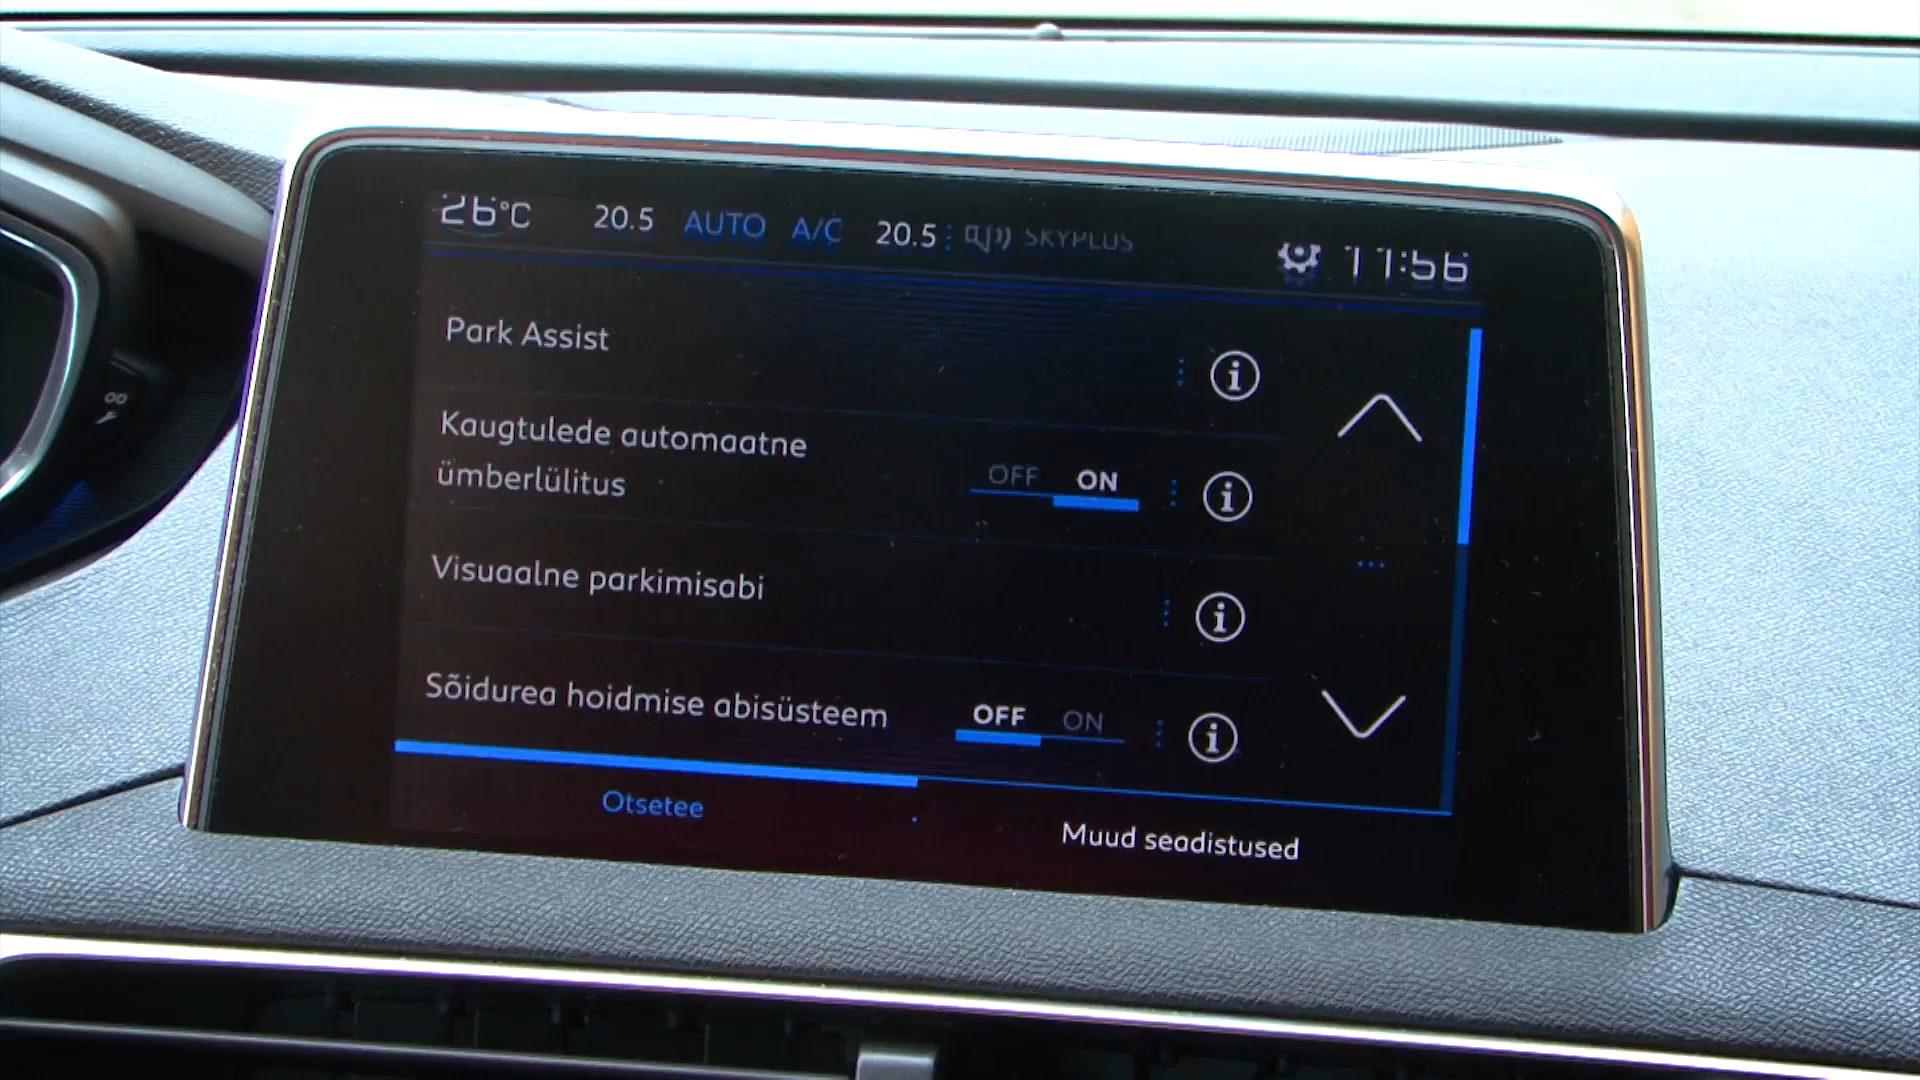 26°C 20.5 AUTO A/C 20.5 SKYPLUS 11:56
Park Assist
Kaugtulede automaatne
ümberlülitus
OFF ON
Visuaalne parkimisabi
Sõidurea hoidmise abisüsteem
OFF ON
Otsetee
Muud seadistused